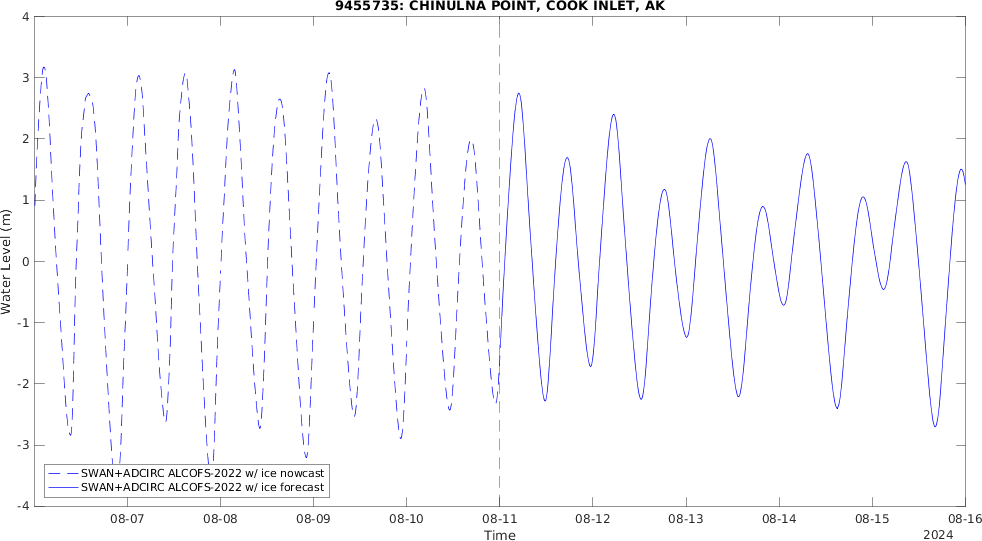 9455735: CHINULNA POINT, COOK INLET, AK
4
3
2
1
0
-1
-2
-3
-4
Water Level (m)
SWAN+ADCIRC ALCOFS-2022 w/ ice nowcast
SWAN+ADCIRC ALCOFS-2022 w/ ice forecast
08-07 08-08 08-09 08-10 08-11 08-12 08-13 08-14 08-15 08-16
Time
2024